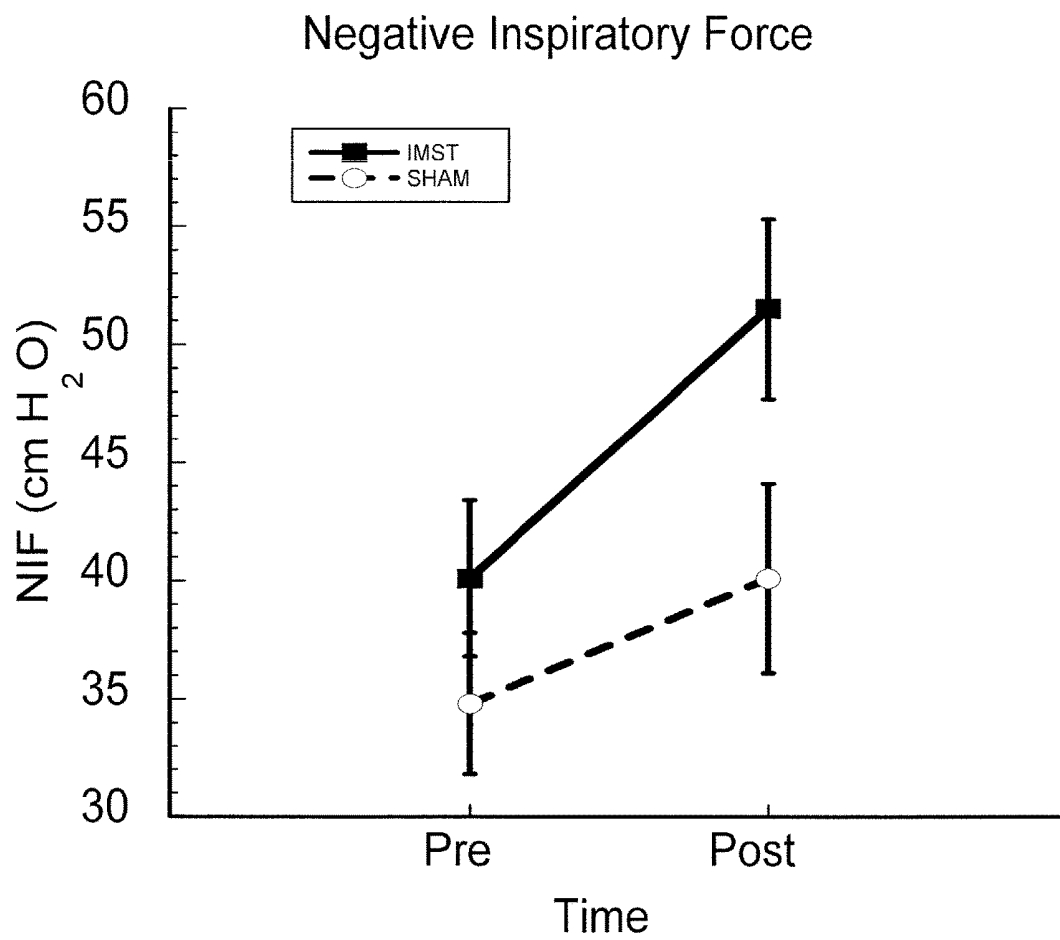 Negative Inspiratory Force
60
IMST
SHAM
55
50
45
40
35
30
NIF (cm H2O)
Pre Post
Time